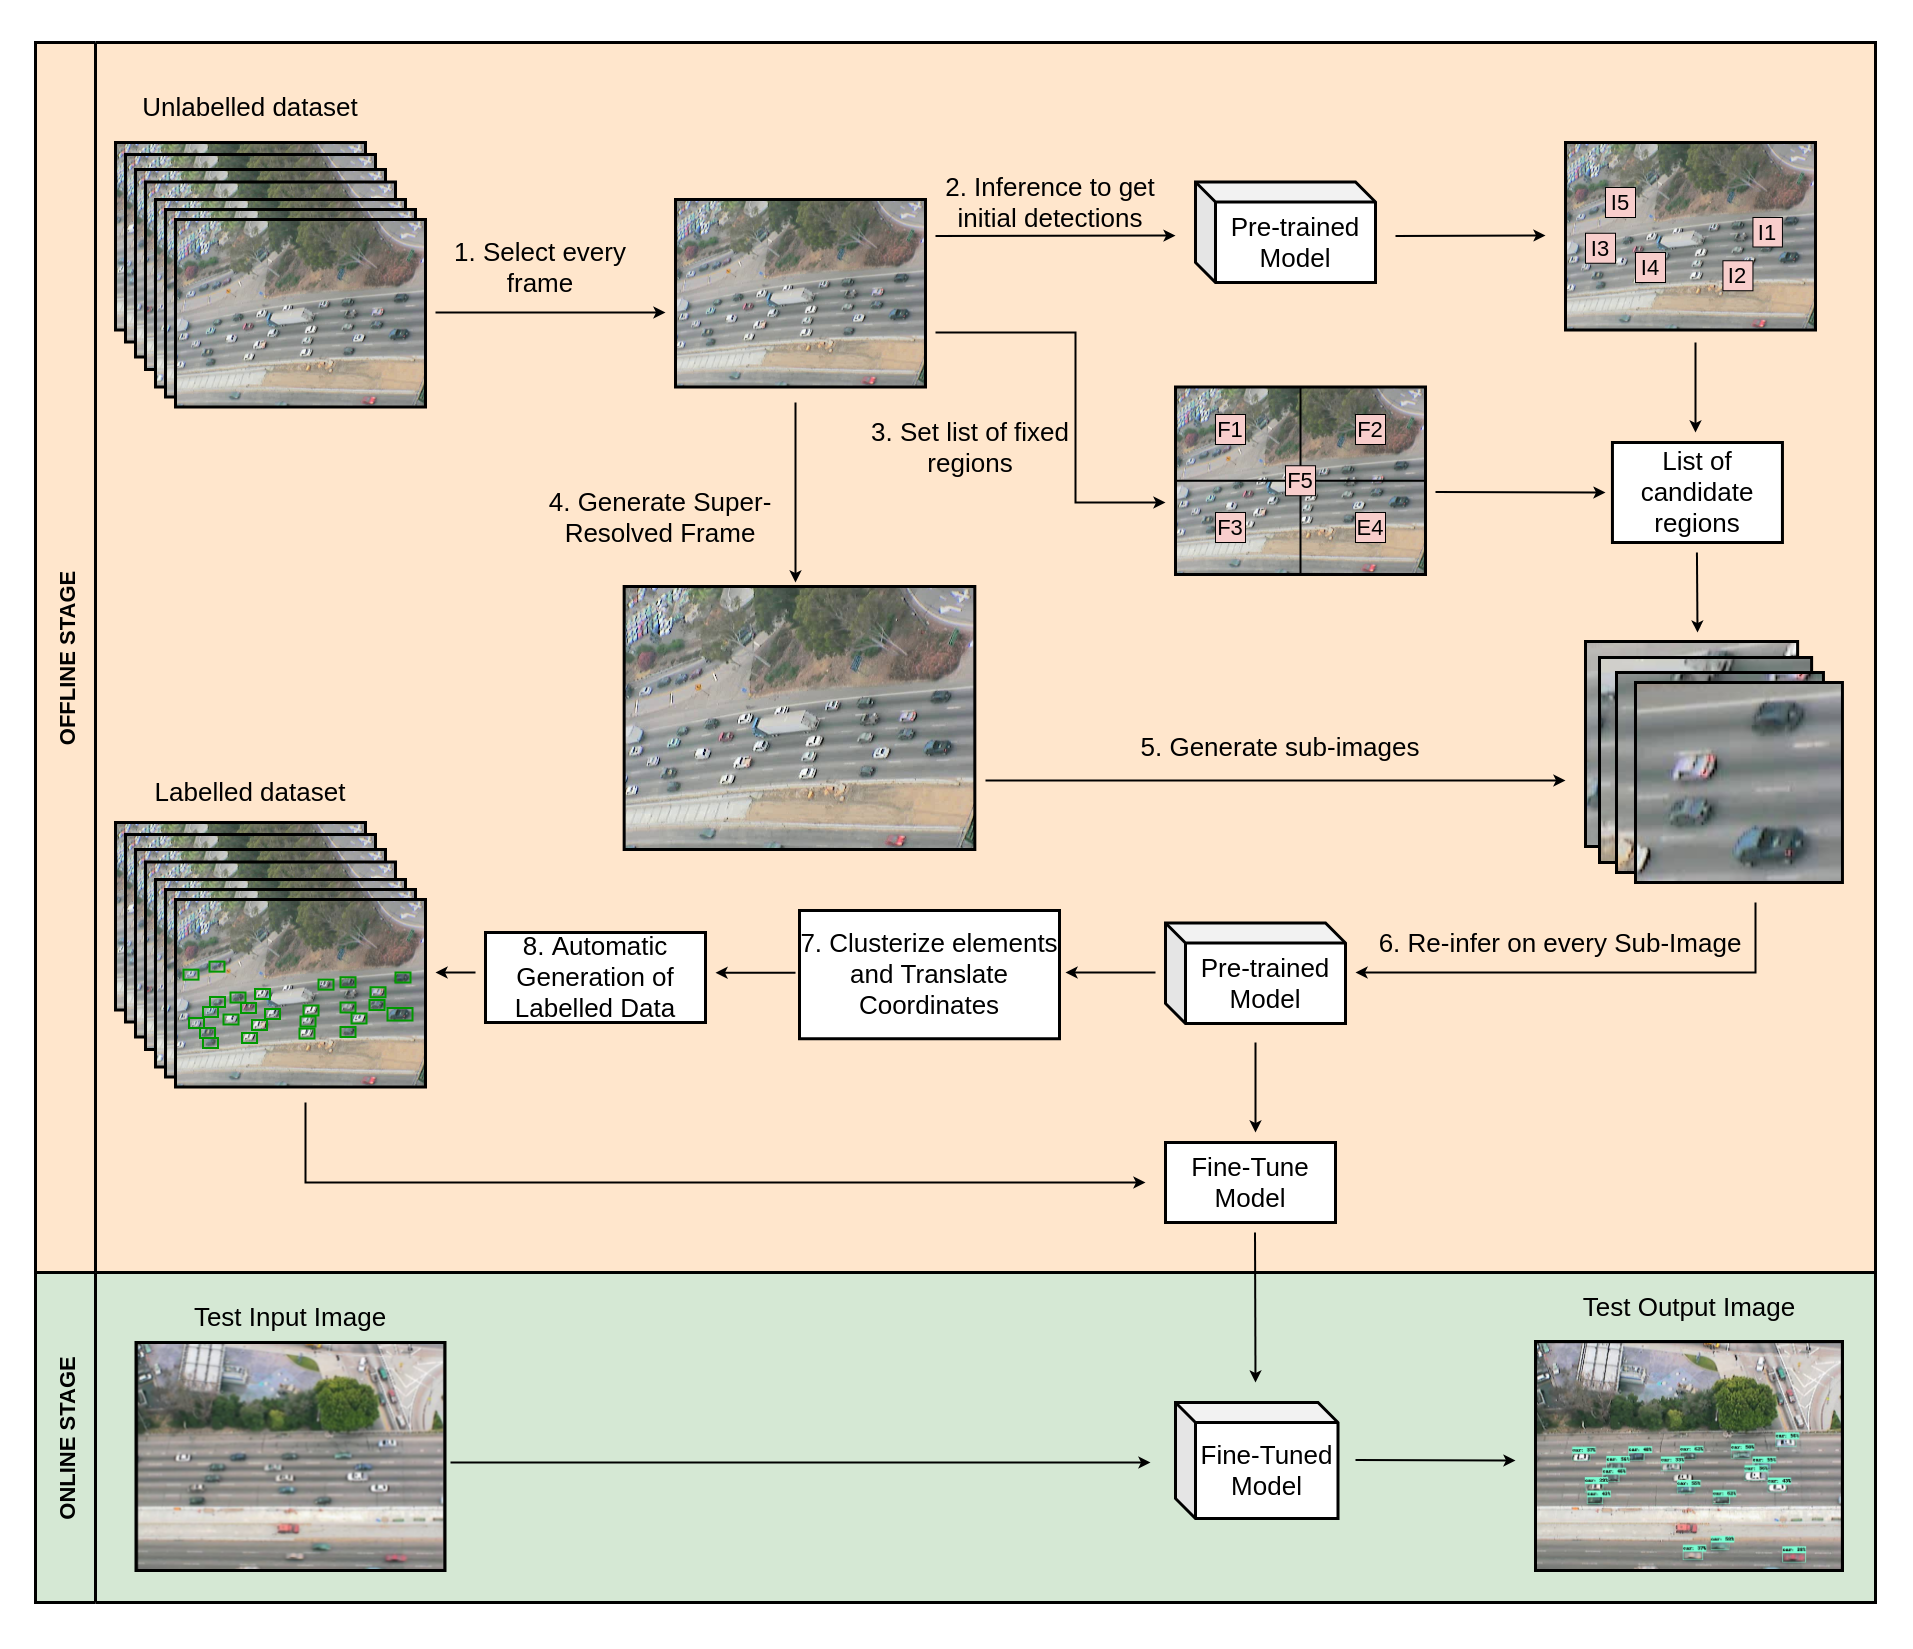 Unlabelled dataset
1. Select every
frame
2. Inference to get
initial detections
Pre-trained
Model
I5
I1
I3
I4
I2
3. Set list of fixed
regions
F1
F2
F5
F3
E4
List of
candidate
regions
4. Generate Super-
Resolved Frame
OFFLINE STAGE
5. Generate sub-images
Labelled dataset
6. Re-infer on every Sub-Image
Pre-trained
Model
7. Clusterize elements
and Translate
Coordinates
8. Automatic
Generation of
Labelled Data
Fine-Tune
Model
ONLINE STAGE
Test Input Image
Fine-Tuned
Model
Test Output Image